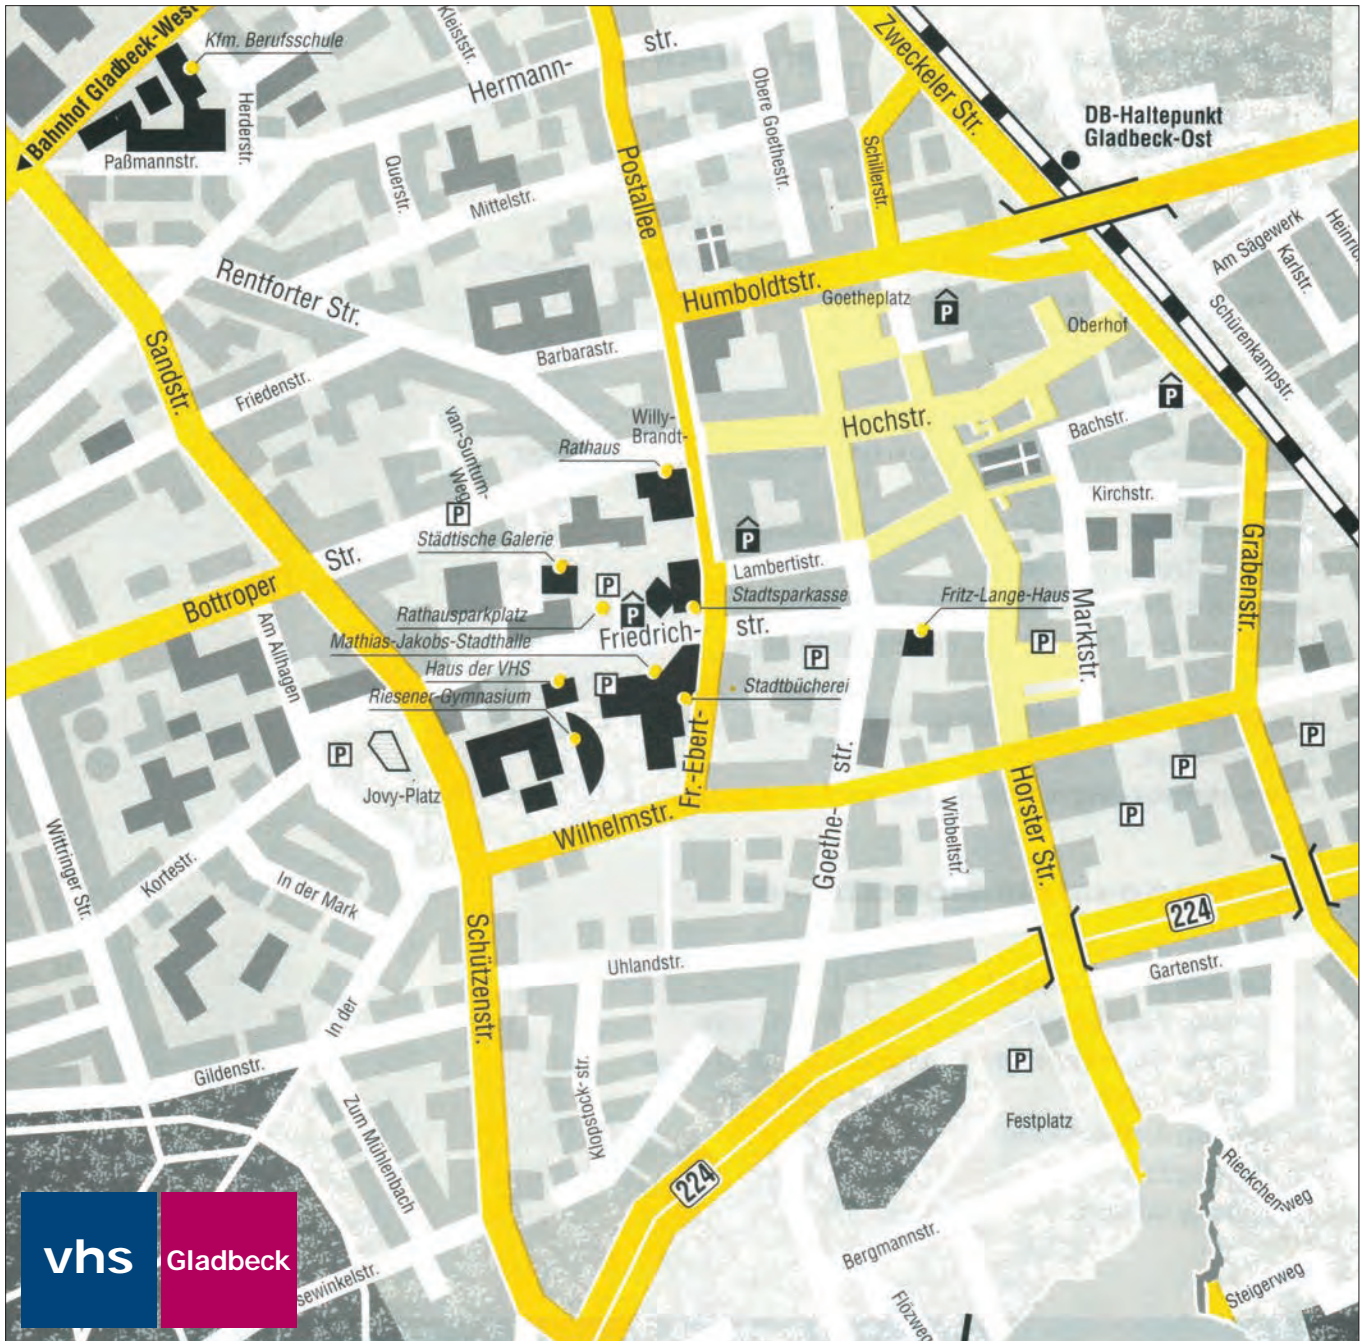 Bahnhof Gladbeck-West
Kfm. Berufsschule
Kleiststr.
Hermann-
str.
Zweckeler Str.
Obere Goethestr.
DB-Haltepunkt
Gladbeck-Ost
Herderstr.
Paßmannstr.
Querstr.
Mittelstr.
Postallee
Schillerstr.
Am Sägewerk
Karlstr.
Rentforter Str.
Humboldtstr.
Goetheplatz
P
Oberhof
Schürenkampstr.
Sandstr.
Barbarastr.
Friedenstr.
P
van-Suntum-
Weg
Willy-
Brandt-
Hochstr.
Bachstr.
Rathaus
Kirchstr.
P
Städtische Galerie
P
Lambertistr.
Str.
Bottroper
Grabenstr.
P
Rathausparkplatz
P
Stadtsparkasse
Fritz-Lange-Haus
Am Allhagen
Friedrich-
str.
Marktstr.
Mathias-Jakobs-Stadthalle
P
P
Haus der VHS
P
Stadtbücherei
Riesener-Gymnasium
P
P
P
Jovy-Platz
Fr.-Ebert-
str.
Goethe-
Wilhelmstr.
Horster Str.
Wibbeltstr.
P
Wittringer Str.
Kortestr.
In der Mark
224
Schützenstr.
Uhlandstr.
Gartenstr.
In der
Gildenstr.
Klopstock-str.
P
Festplatz
Zum Mühlenbach
224
Rieckchen-weg
Bergmannstr.
Steigerweg
Flözweg
sewinkelstr.
vhs
Gladbeck